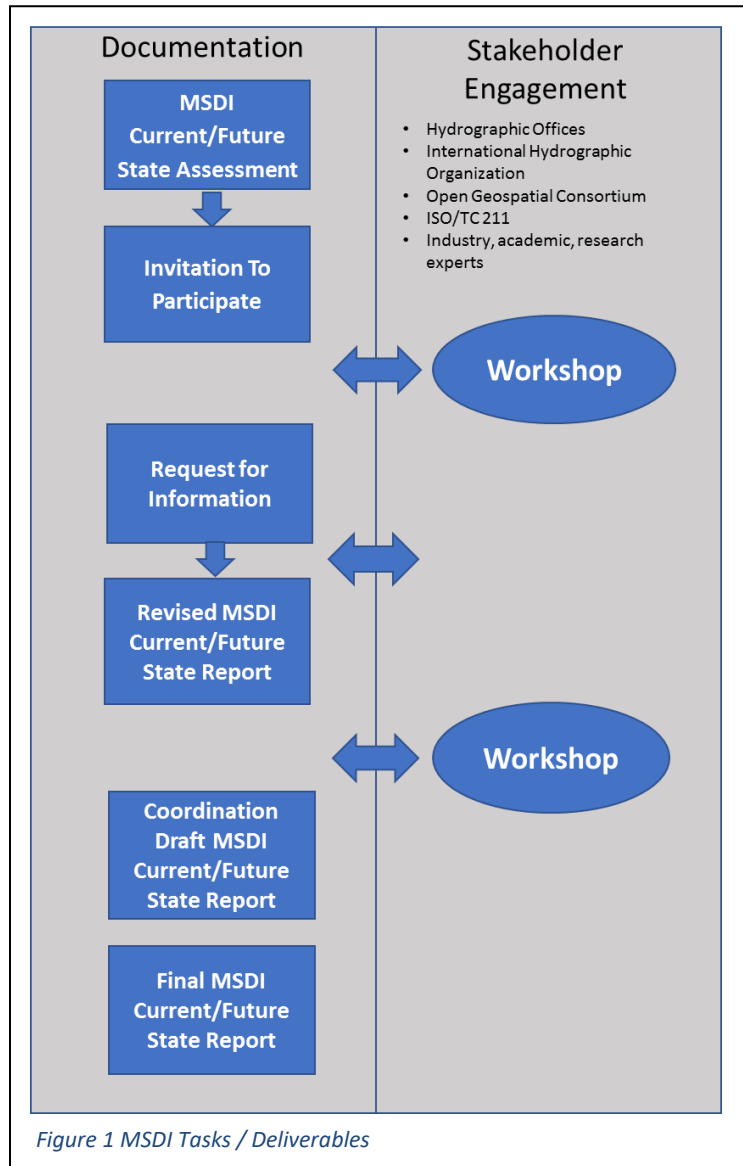 Documentation
MSDI
Current/Future
State Assessment
Invitation To
Participate
Request for
Information
Revised MSDI
Current/Future
State Report
Coordination
Draft MSDI
Current/Future
State Report
Final MSDI
Current/Future
State Report
Stakeholder
Engagement
• Hydrographic Offices
• International Hydrographic
Organization
• Open Geospatial Consortium
• ISO/TC 211
• Industry, academic, research
experts
Workshop
Workshop
Figure 1 MSDI Tasks / Deliverables